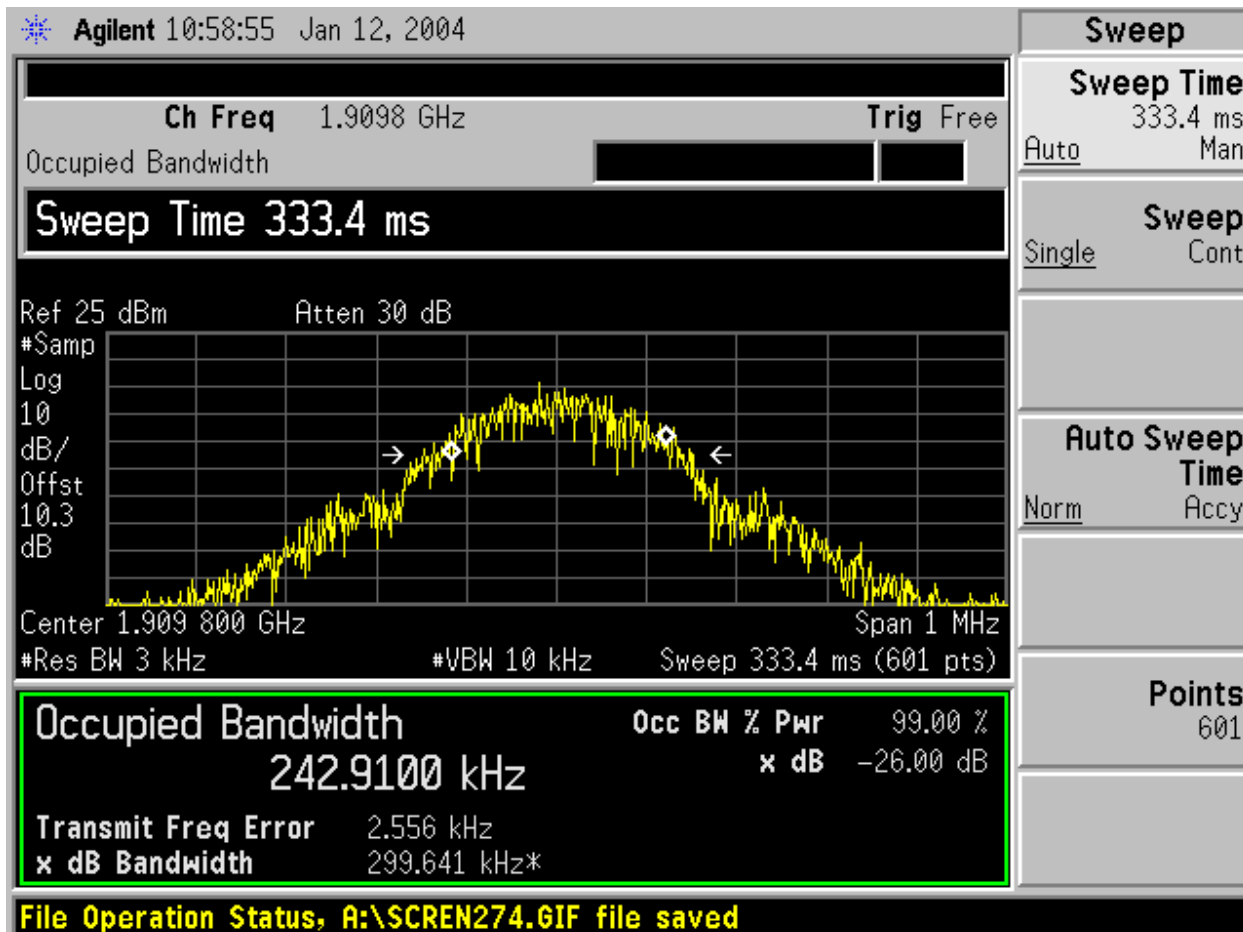 Agilent 10:58:55 Jan 12, 2004
Ch Freq 1.9098 GHz Trig Free
Occupied Bandwidth
Sweep Time 333.4 ms
Ref 25 dBm Atten 30 dB
#Samp
Log
10
dB/
Offst
10.3
dB
Center 1.909 800 GHz Span 1 MHz
#Res BW 3 kHz #VBW 10 kHz Sweep 333.4 ms (601 pts)
Occupied Bandwidth
242.9100 kHz
Occ BW % Pwr 99.00 %
x dB -26.00 dB
Transmit Freq Error 2.556 kHz
x dB Bandwidth 299.641 kHz*
File Operation Status, A:\SCREN274.GIF file saved
Sweep
Sweep Time
333.4 ms
Auto Man
Sweep
Single Cont
Auto Sweep
Time
Norm Accy
Points
601